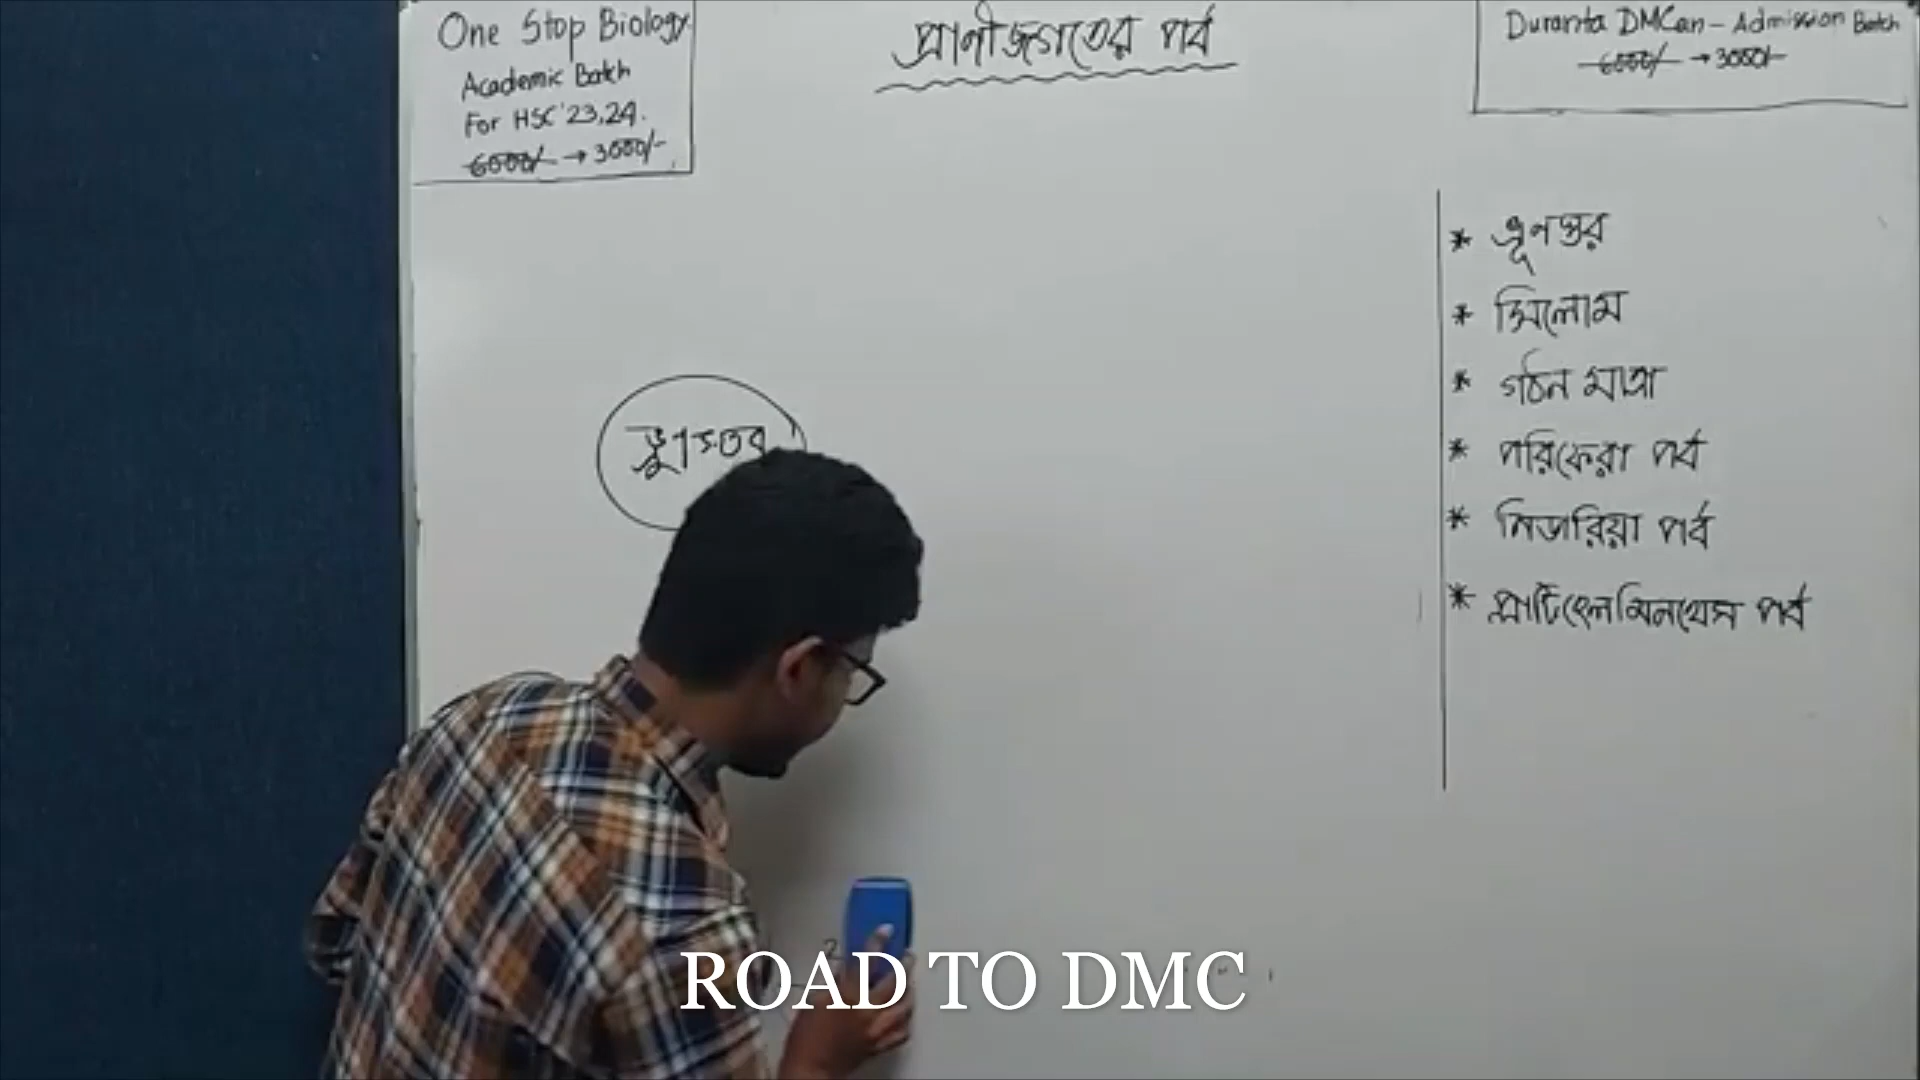 One Stop Biology
Academic Batch
For HSC'23,24.
6000/- → 3000/-
প্রাণীজগতের পর্ব
Duranta DMCan - Admission Batch
6000/- → 3000/-
* ভ্রূণস্তর
* সিলোম
* গঠন মাত্রা
* পরিফেরা পর্ব
* নিডারিয়া পর্ব
* প্লাটিহেলমিনথেস পর্ব
ভ্রূণস্তর
ROAD TO DMC